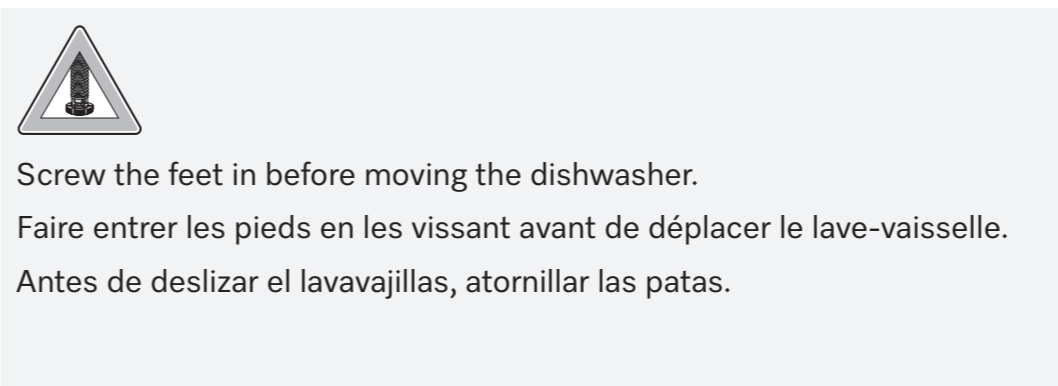 Screw the feet in before moving the dishwasher.
Faire entrer les pieds en les vissant avant de déplacer le lave-vaisselle.
Antes de deslizar el lavavajillas, atornillar las patas.